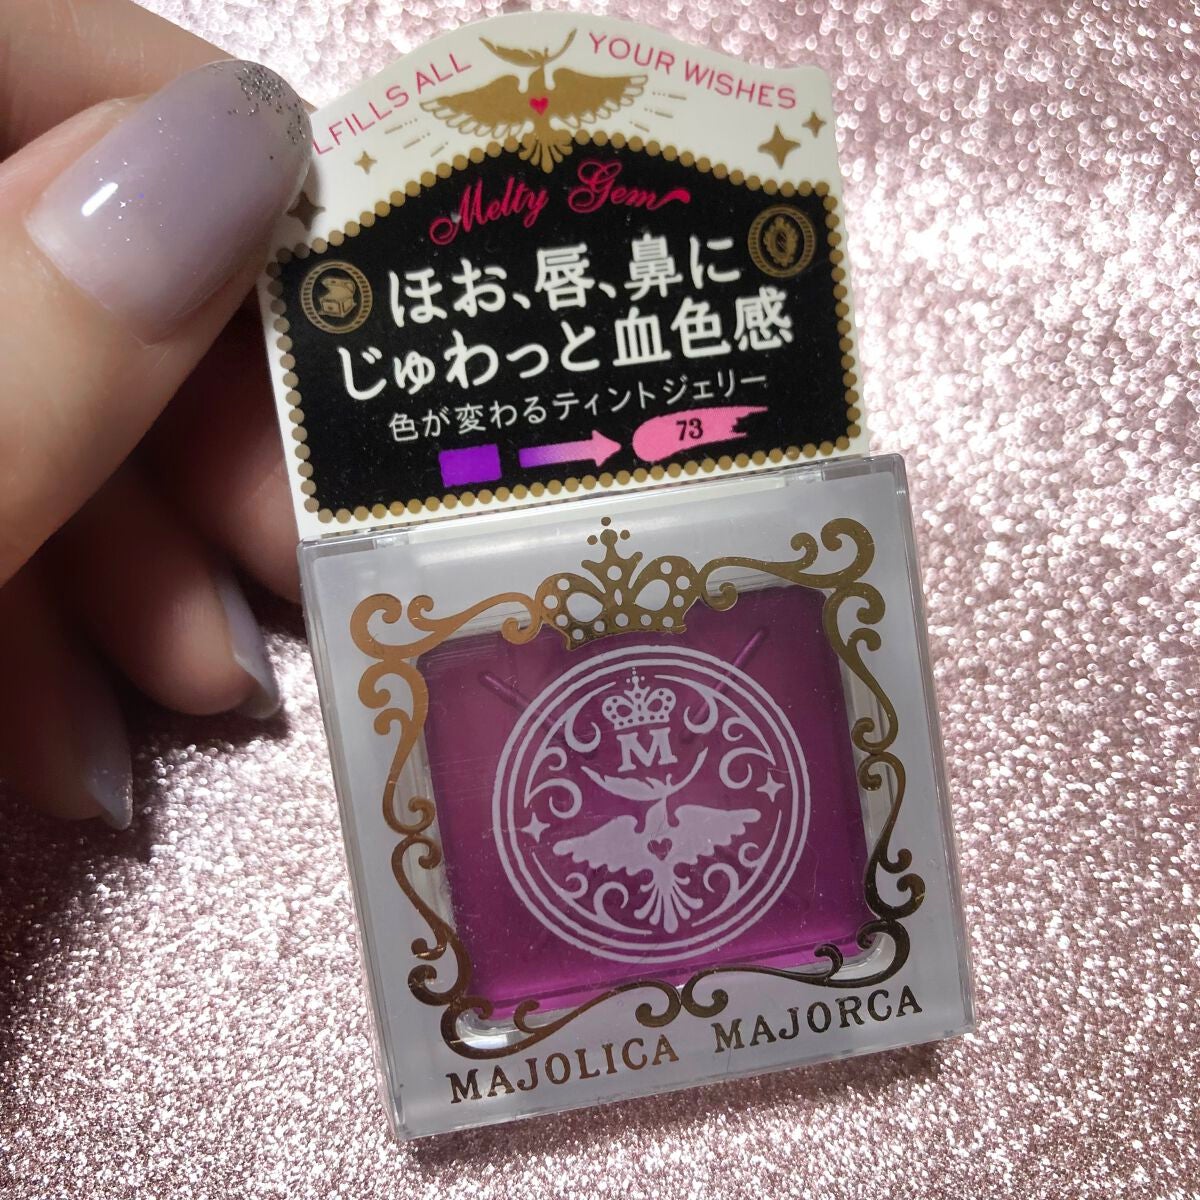 LFILLS ALL YOUR WISHES
Melty Gem
ほお、唇、鼻に
じゅわっと血色感
色が変わるティントジェリー
73
M
MAJOLICA MAJORCA